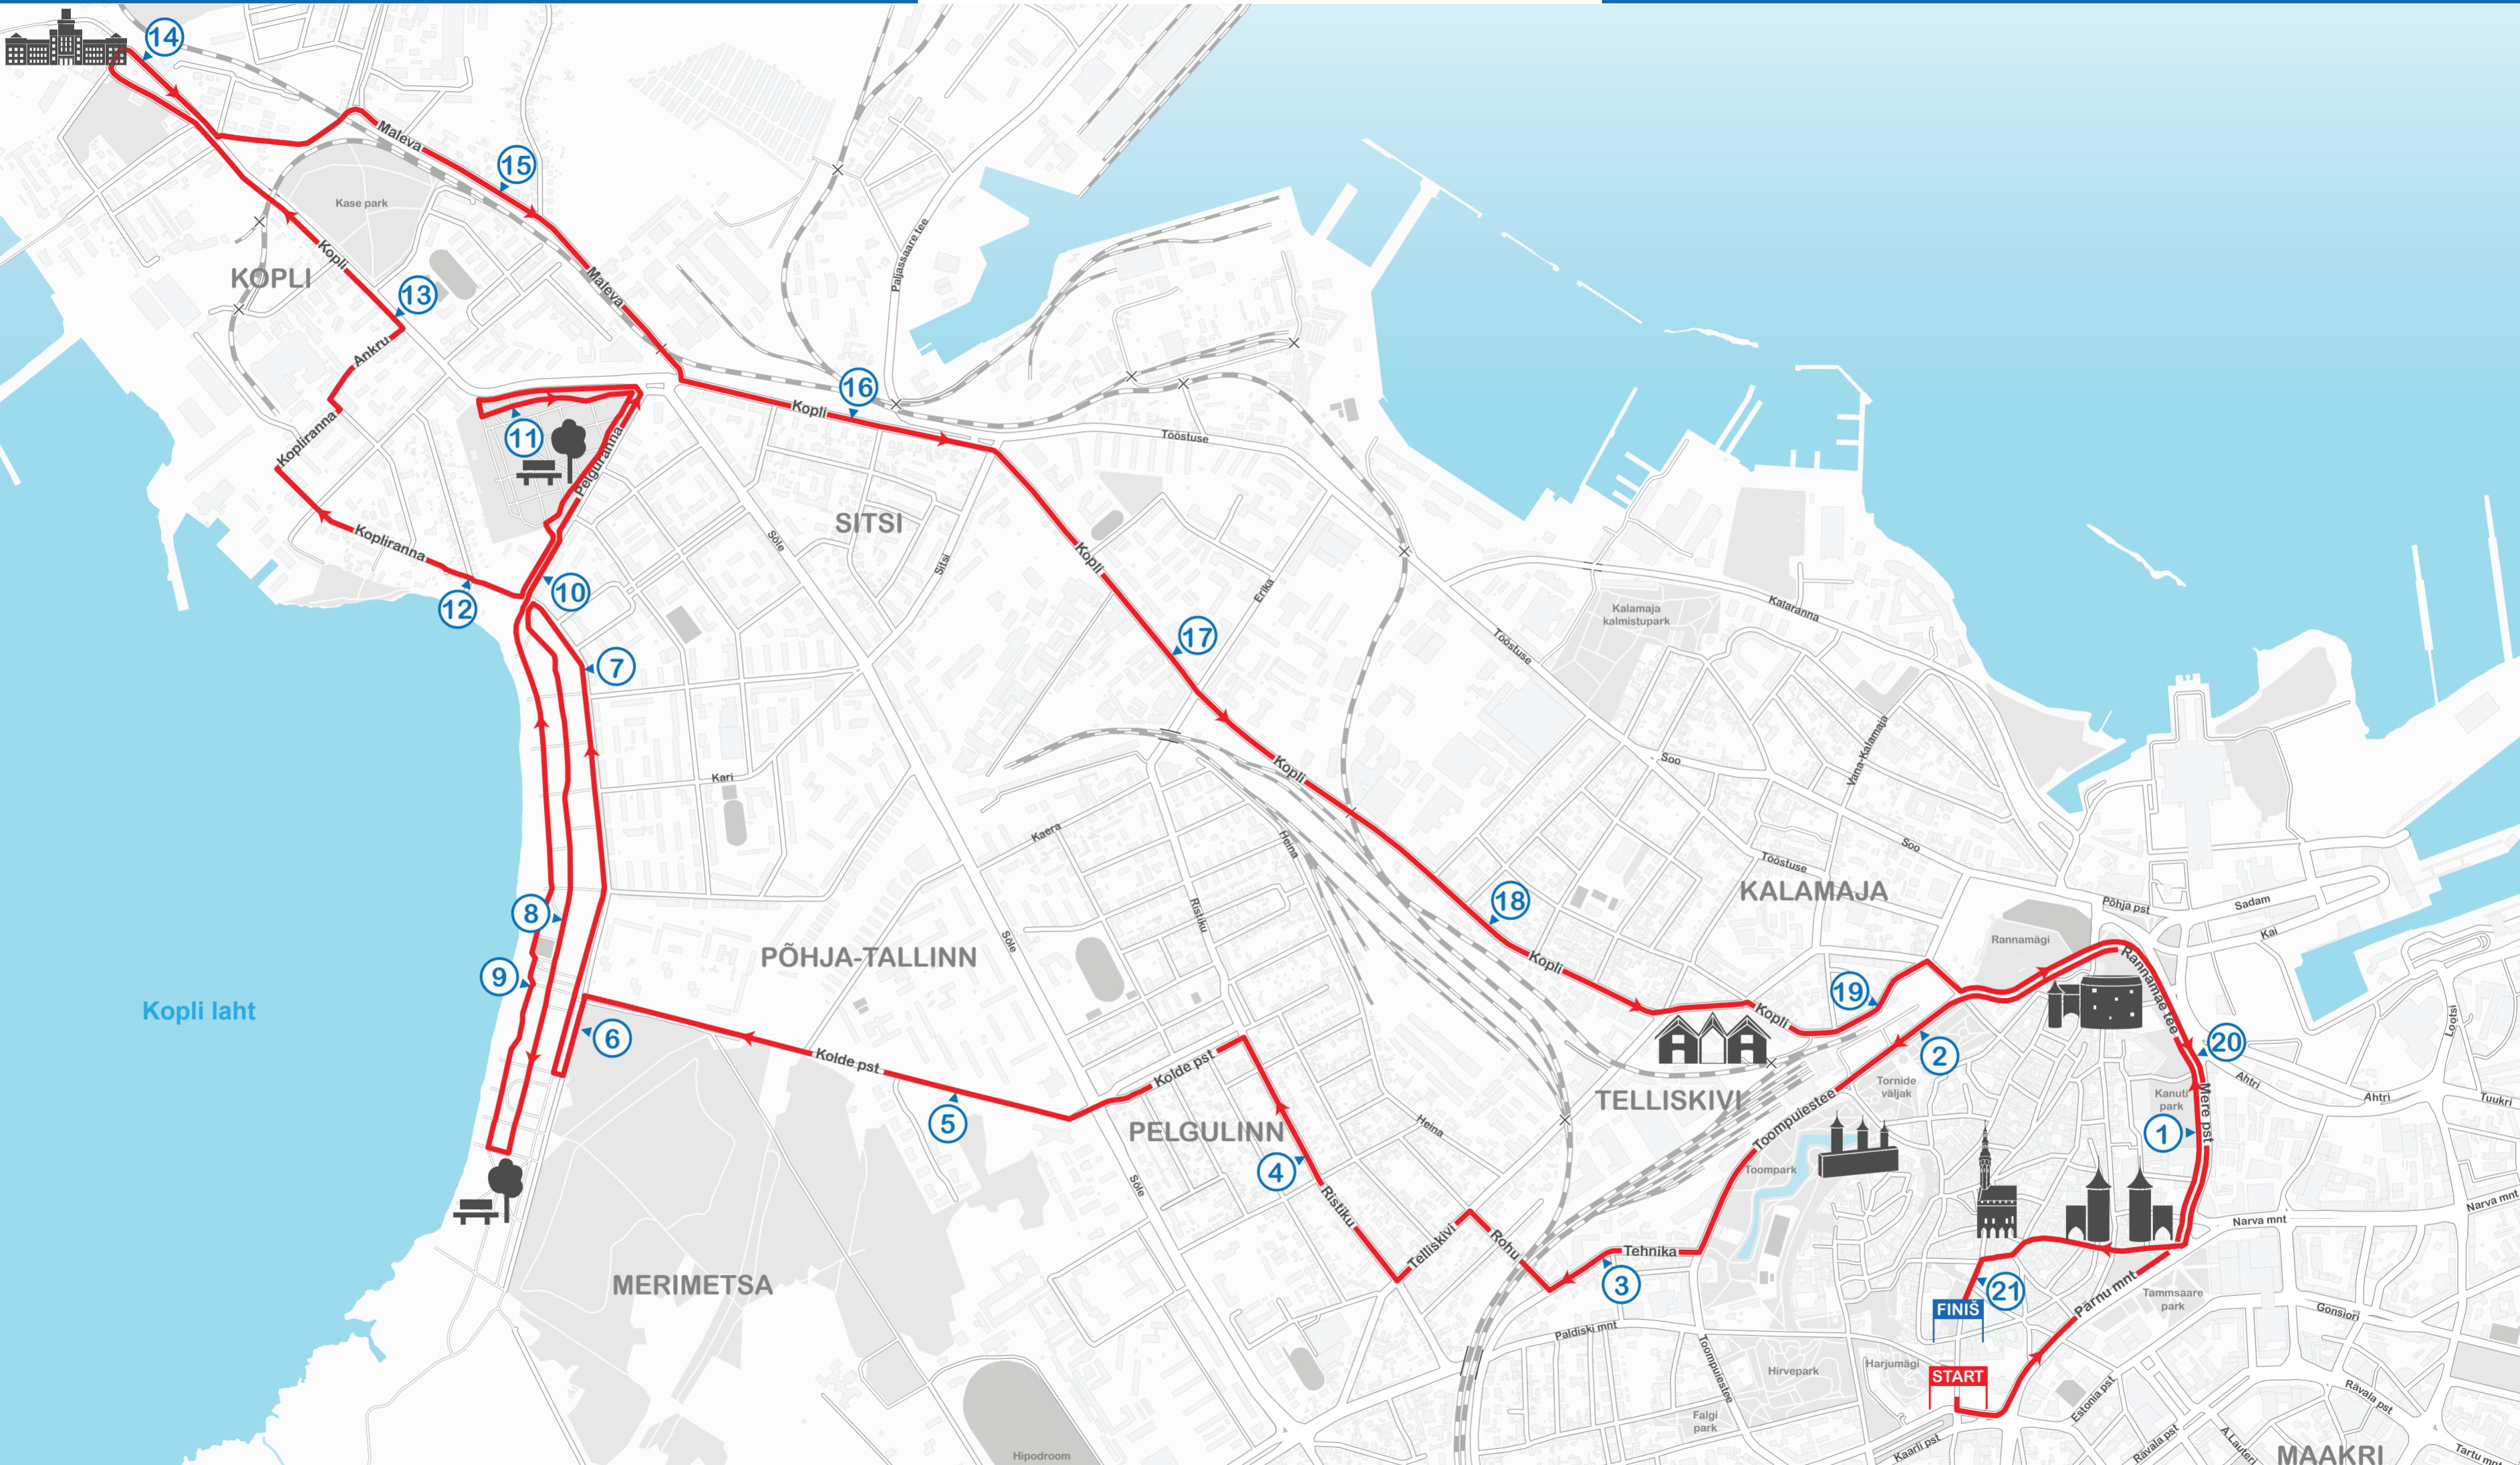 14
Maleva
15
Kase park
Kopli
KOPLI
13
Ankru
Maleva
Paljassaare tee
16
Kopli
11
Pelguranna
Kopliranna
Kopliranna
12
10
7
Sõle
SITSI
Sitsi
Tööstuse
Kopli
Erika
17
Kopli
Tööstuse
Kalamaja
kalmistupark
Kalaranna
Soo
Vana-Kalamaja
Tööstuse
Soo
KALAMAJA
18
Kopli
Kari
Kaera
Heina
Ristiku
Sõle
8
9
6
PÕHJA-TALLINN
Kopli laht
Kolde pst
5
Kolde pst
PELGULINN
4
Ristiku
Heina
Telliskivi
Rohu
Sõle
MERIMETSA
Hipodroom
Põhja pst
Sadam
Kai
Rannamägi
Rannamäe tee
19
Kopli
2
TELLISKIVI
Toompuiestee
Tornide
väljak
Toompark
20
Ahtri
Ahtri
Lootsi
Tuukri
Kanuti
park
Mere pst
1
Narva mnt
Narva mnt
Tehnika
3
21
FINIŠ
START
Pärnu mnt
Tammsaare
park
Gonsiori
Paldiski mnt
Toompuiestee
Hirvepark
Harjumägi
Falgi
park
Kaarli pst
Estonia pst
Rävala pst
Rävala pst
A.Lauteri
MAAKRI
Tartu mnt